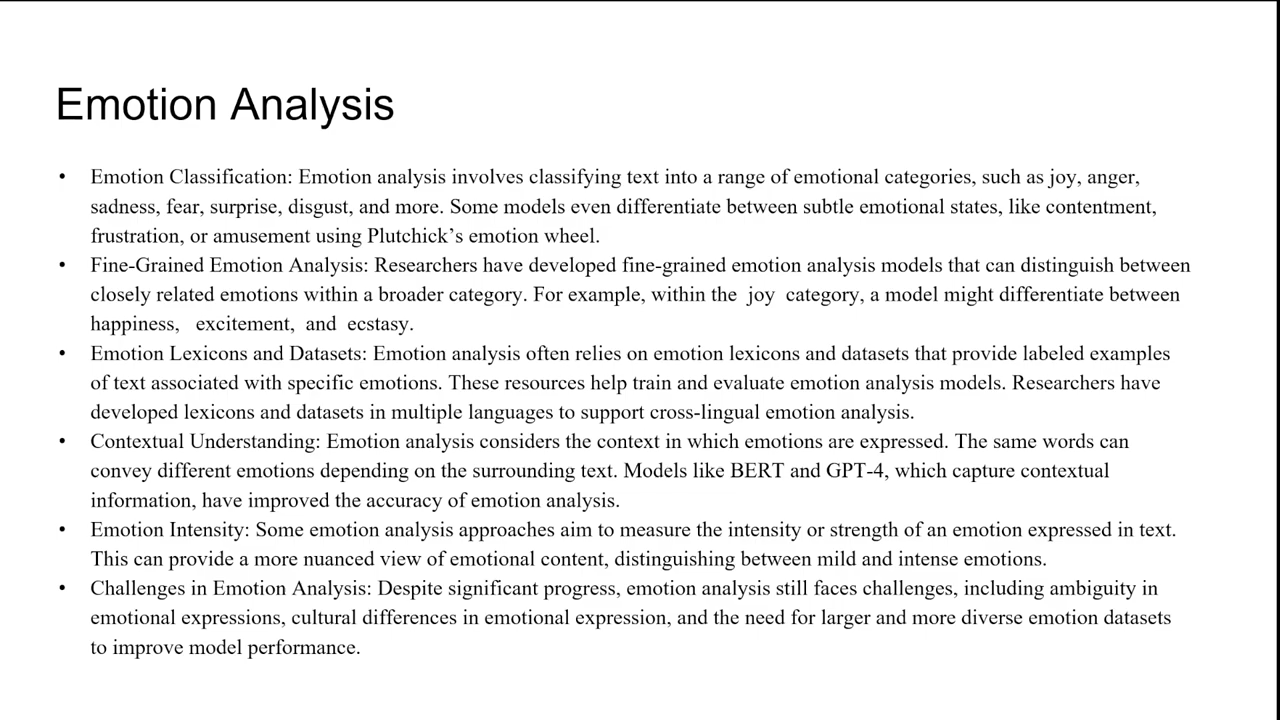 Emotion Analysis
• Emotion Classification: Emotion analysis involves classifying text into a range of emotional categories, such as joy, anger,
sadness, fear, surprise, disgust, and more. Some models even differentiate between subtle emotional states, like contentment,
frustration, or amusement using Plutchick’s emotion wheel.
• Fine-Grained Emotion Analysis: Researchers have developed fine-grained emotion analysis models that can distinguish between
closely related emotions within a broader category. For example, within the  joy  category, a model might differentiate between
happiness,   excitement,  and  ecstasy.
• Emotion Lexicons and Datasets: Emotion analysis often relies on emotion lexicons and datasets that provide labeled examples
of text associated with specific emotions. These resources help train and evaluate emotion analysis models. Researchers have
developed lexicons and datasets in multiple languages to support cross-lingual emotion analysis.
• Contextual Understanding: Emotion analysis considers the context in which emotions are expressed. The same words can
convey different emotions depending on the surrounding text. Models like BERT and GPT-4, which capture contextual
information, have improved the accuracy of emotion analysis.
• Emotion Intensity: Some emotion analysis approaches aim to measure the intensity or strength of an emotion expressed in text.
This can provide a more nuanced view of emotional content, distinguishing between mild and intense emotions.
• Challenges in Emotion Analysis: Despite significant progress, emotion analysis still faces challenges, including ambiguity in
emotional expressions, cultural differences in emotional expression, and the need for larger and more diverse emotion datasets
to improve model performance.